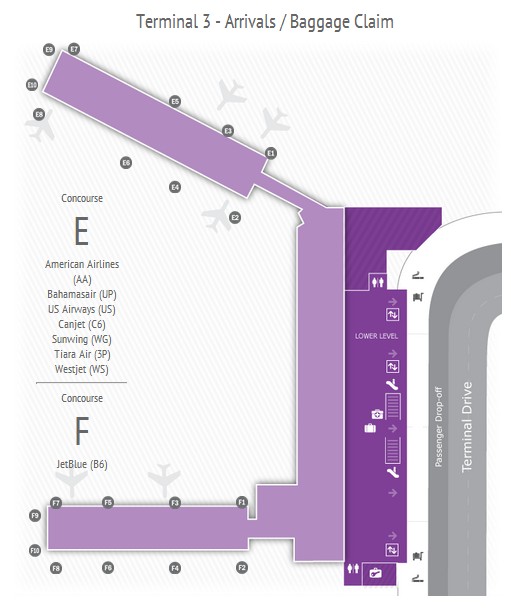 Terminal 3 - Arrivals / Baggage Claim
E9
E7
E10
E5
E8
E3
E1
E6
E4
E2
Concourse
E
American Airlines
(AA)
Bahamasair (UP)
US Airways (US)
Canjet (C6)
Sunwing (WG)
Tiara Air (3P)
Westjet (WS)
Concourse
F
JetBlue (B6)
LOWER LEVEL
Passenger Drop-off
Terminal Drive
F7
F5
F3
F1
F9
F10
F8
F6
F4
F2